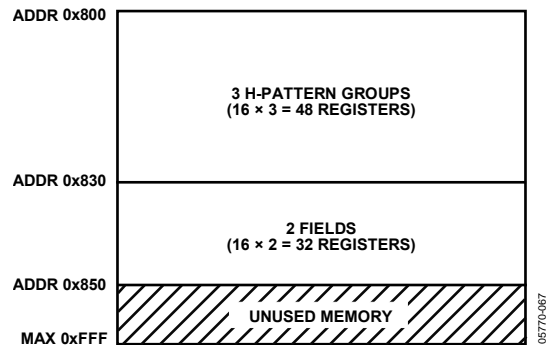 ADDR 0x800
3 H-PATTERN GROUPS
(16 × 3 = 48 REGISTERS)
ADDR 0x830
2 FIELDS
(16 × 2 = 32 REGISTERS)
ADDR 0x850
UNUSED MEMORY
MAX 0xFFF
05770-067